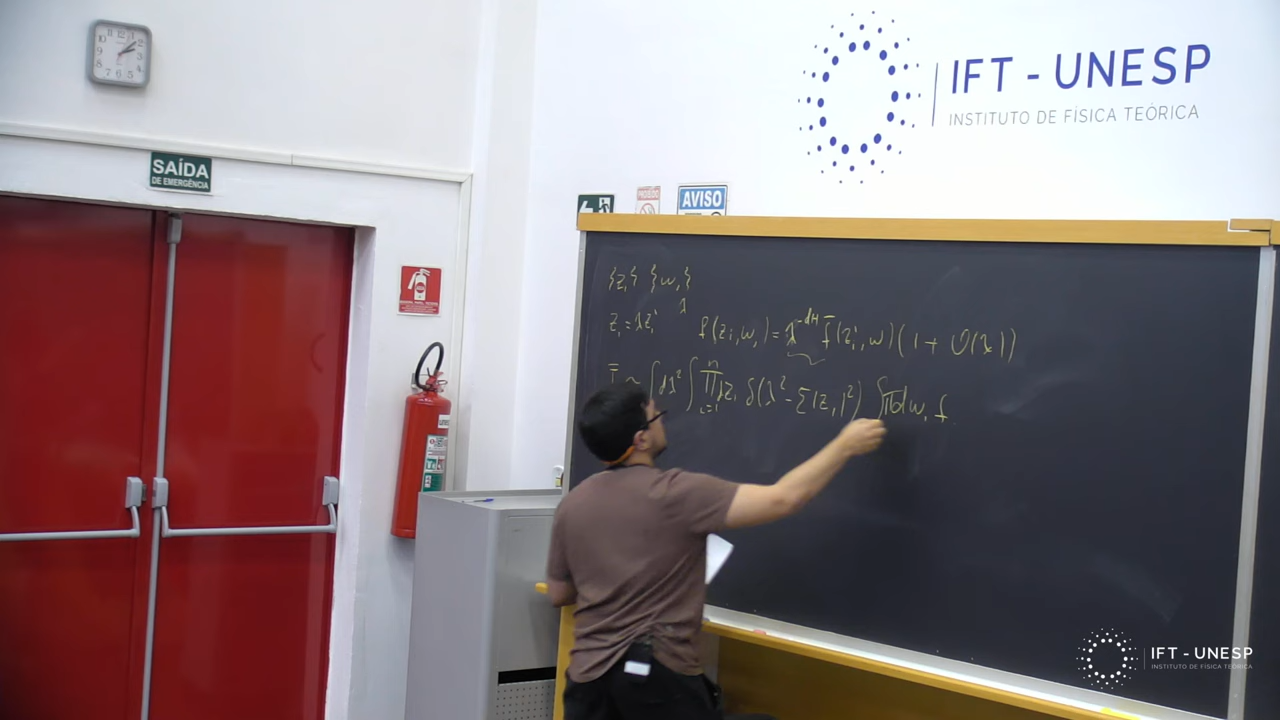 IFT - UNESP
INSTITUTO DE FÍSICA TEÓRICA
SAÍDA
DE EMERGÊNCIA
AVISO
{z_i} {w_i}
z_i = λz_i' λ
f(z_i, w_i) = λ^{-dH} f̄(z_i', w)(1 + O(λ))
∫dλ² ∫ ∏_{i=1}^{n} dz_i δ(λ² - Σ|z_i|²) ∫∏dw_i f
IFT - UNESP
INSTITUTO DE FÍSICA TEÓRICA